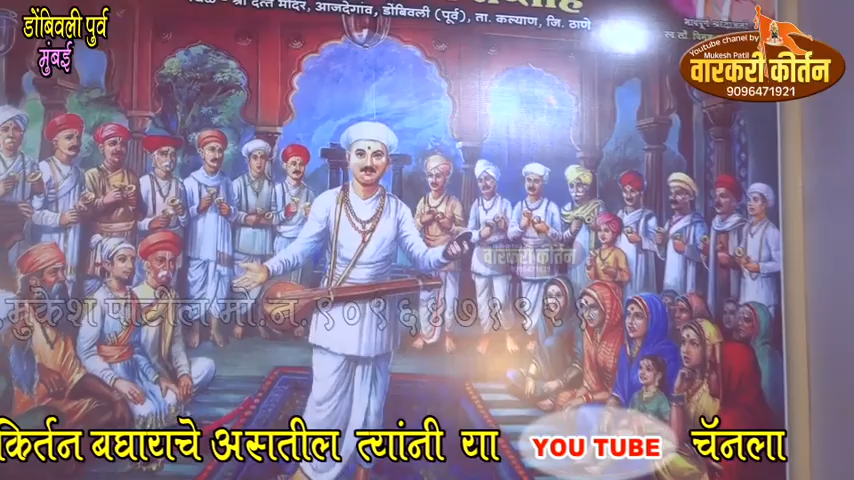 डोंबिवली पुर्व
मुंबई
श्री दत्त मंदिर, आजदेगांव, डोंबिवली (पूर्व), ता. कल्याण, जि. ठाणे
Youtube chanel by
Mukesh Patil
वारकरी कीर्तन
9096471921
वारकरी कीर्तन
.मुकेश पाटील मो.नं. ९०९६४७१९२१
किर्तन बघायचे असतील त्यांनी या YOU TUBE चॅनला